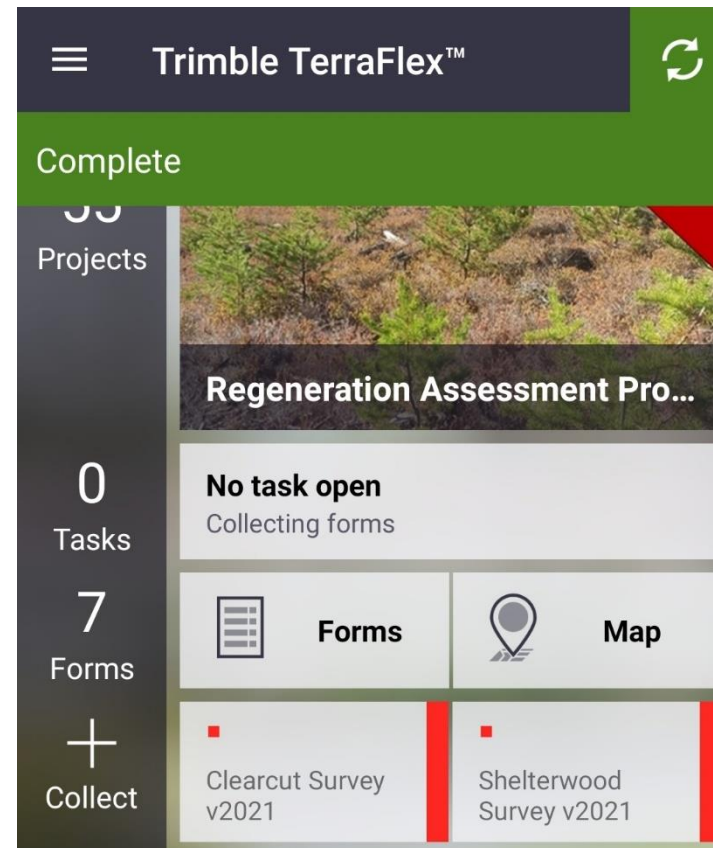 Trimble TerraFlex™
Complete
Projects
Regeneration Assessment Pro...
0
Tasks
No task open
Collecting forms
7
Forms
Forms
Map
Collect
Clearcut Survey
v2021
Shelterwood
Survey v2021